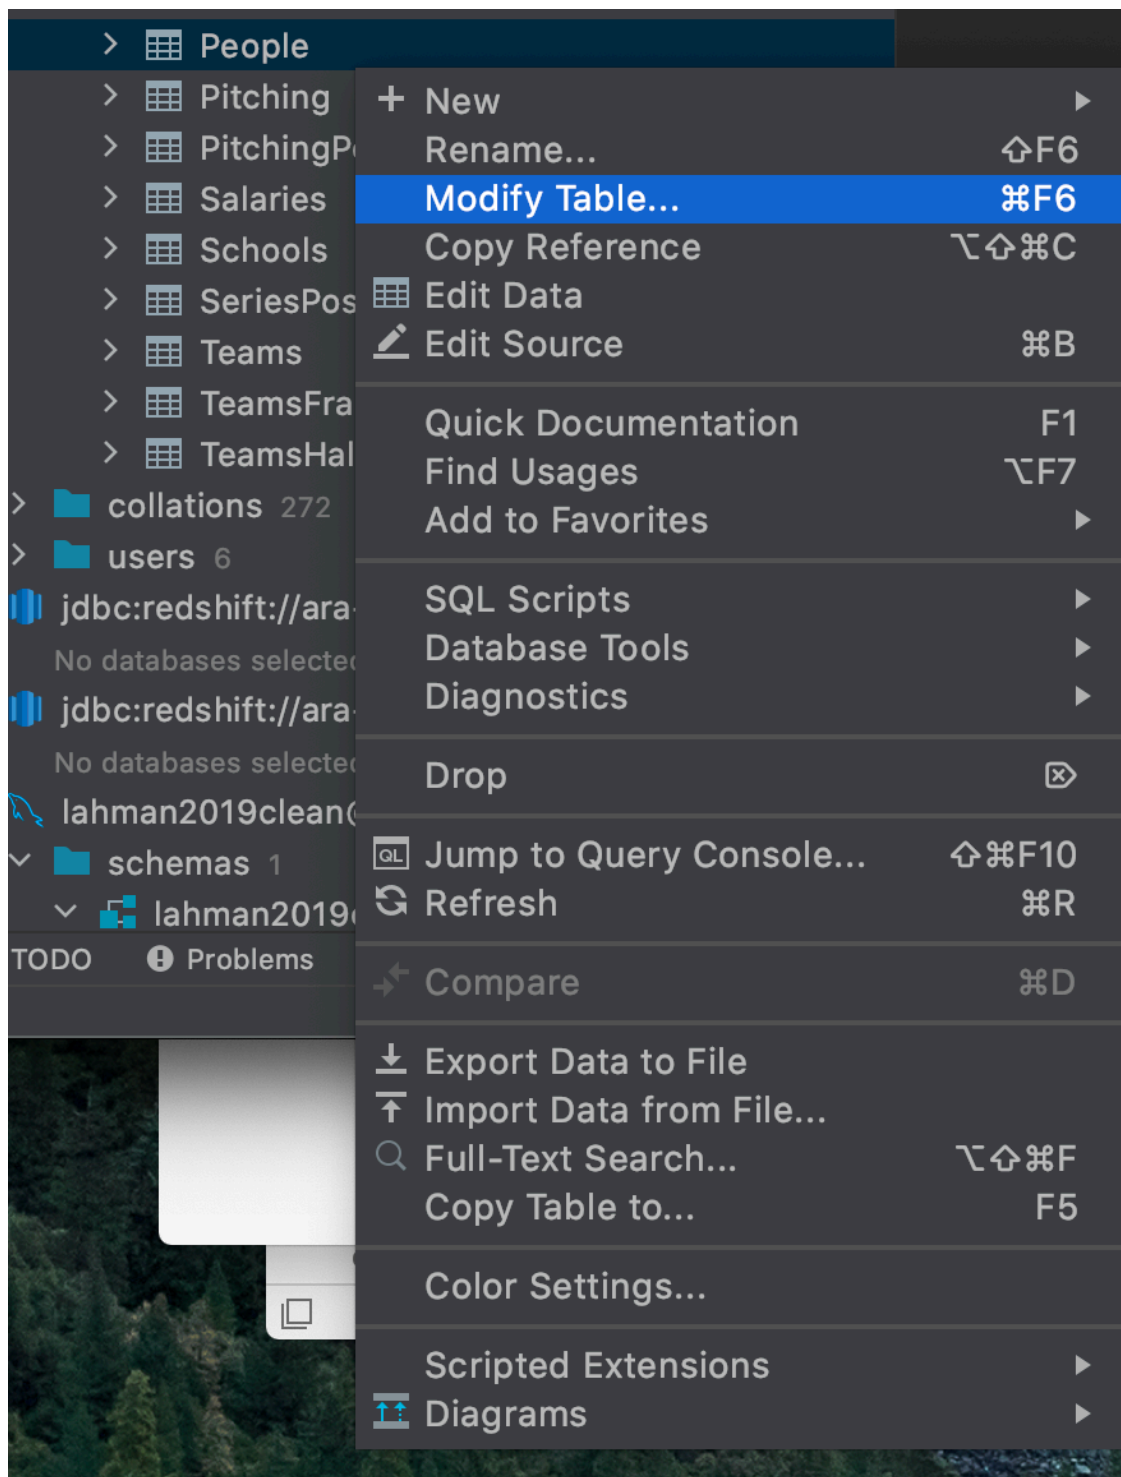 People
Pitching
PitchingP
Salaries
Schools
SeriesPos
Teams
TeamsFra
TeamsHal
collations 272
users 6
jdbc:redshift://ara-
No databases selected
jdbc:redshift://ara-
No databases selected
lahman2019clean@
schemas 1
lahman2019c
TODO Problems
New
Rename... ⇧F6
Modify Table... ⌘F6
Copy Reference ⌥⇧⌘C
Edit Data
Edit Source ⌘B
Quick Documentation F1
Find Usages ⌥F7
Add to Favorites
SQL Scripts
Database Tools
Diagnostics
Drop ⌦
QL Jump to Query Console... ⇧⌘F10
Refresh ⌘R
Compare ⌘D
Export Data to File
Import Data from File...
Full-Text Search... ⌥⇧⌘F
Copy Table to... F5
Color Settings...
Scripted Extensions
Diagrams